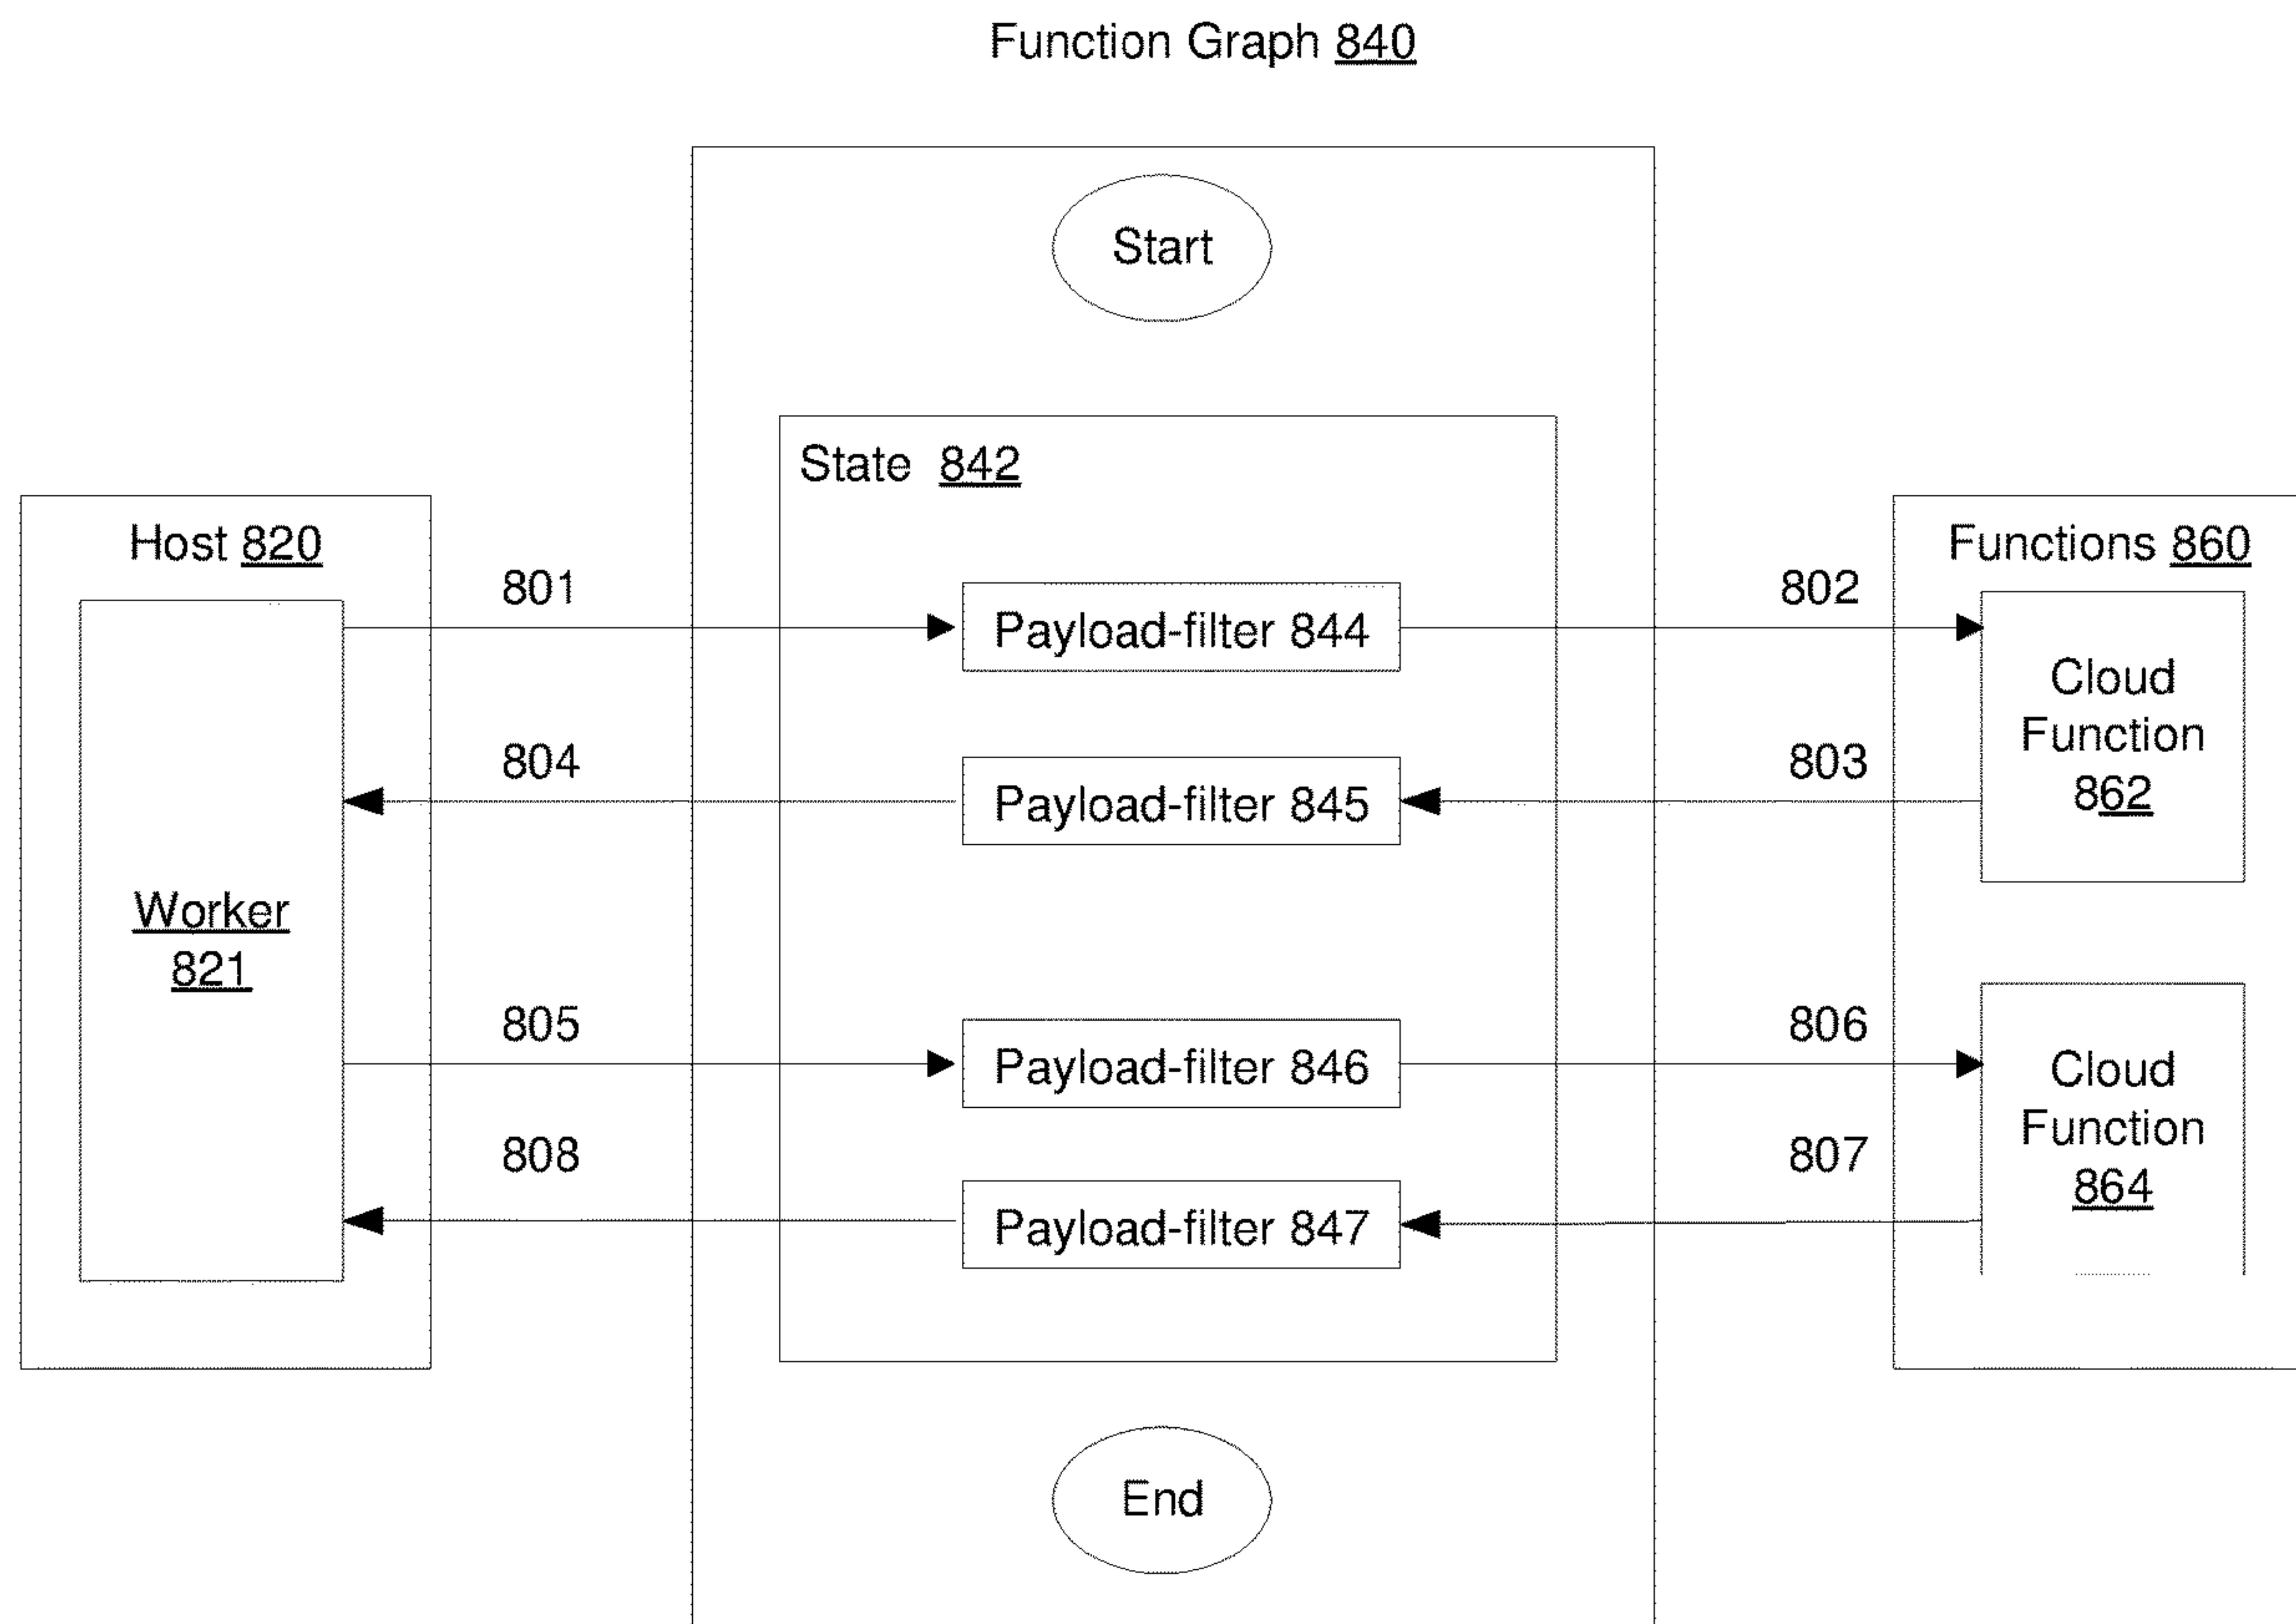 Function Graph 840
Start
State 842
Host 820
Functions 860
801
802
Payload-filter 844
Cloud
Function
862
804
803
Payload-filter 845
Worker
821
805
806
Payload-filter 846
Cloud
Function
864
808
807
Payload-filter 847
End